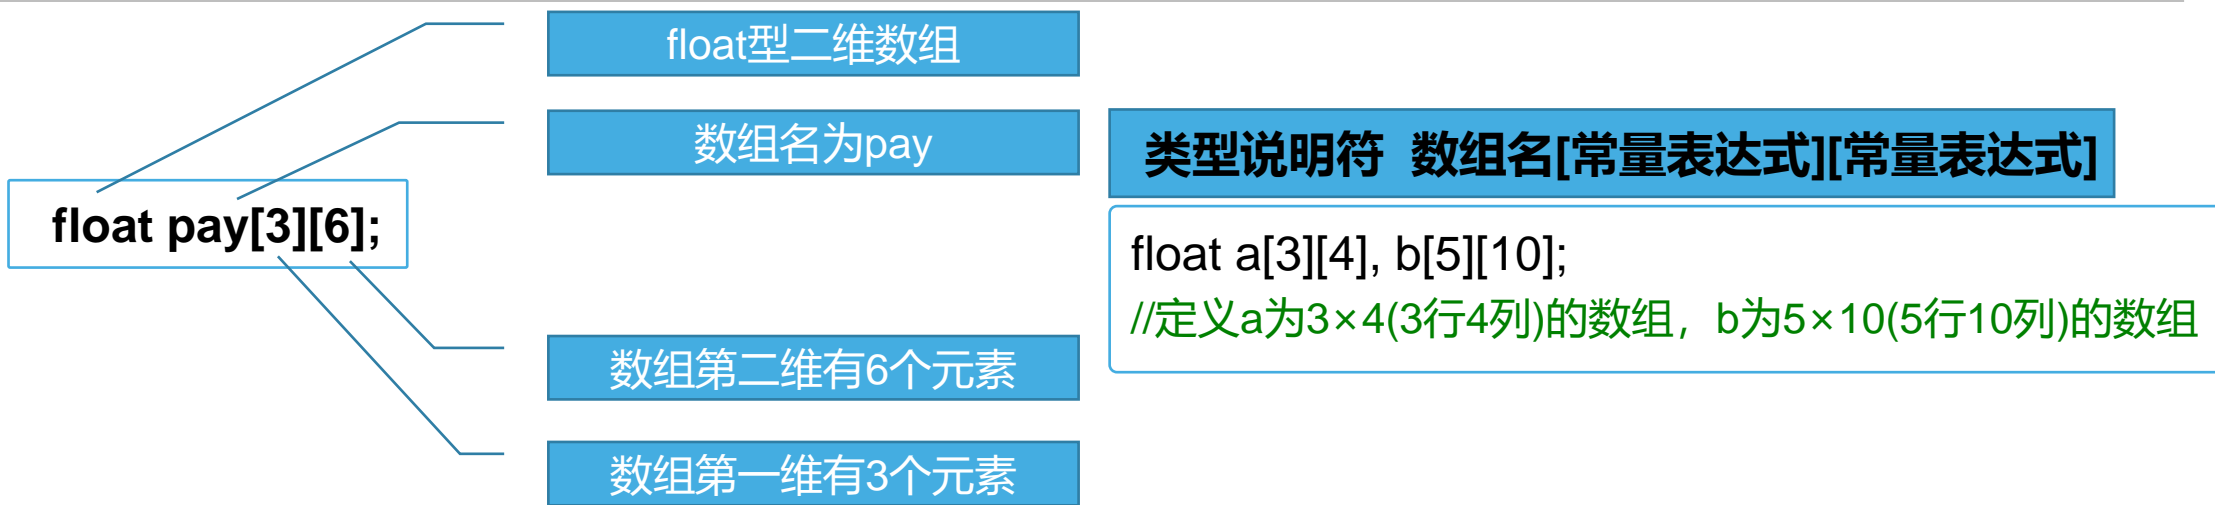 float型二维数组
数组名为pay
float pay[3][6];
数组第二维有6个元素
数组第一维有3个元素
类型说明符 数组名[常量表达式][常量表达式]
float a[3][4], b[5][10];
//定义a为3×4(3行4列)的数组，b为5×10(5行10列)的数组